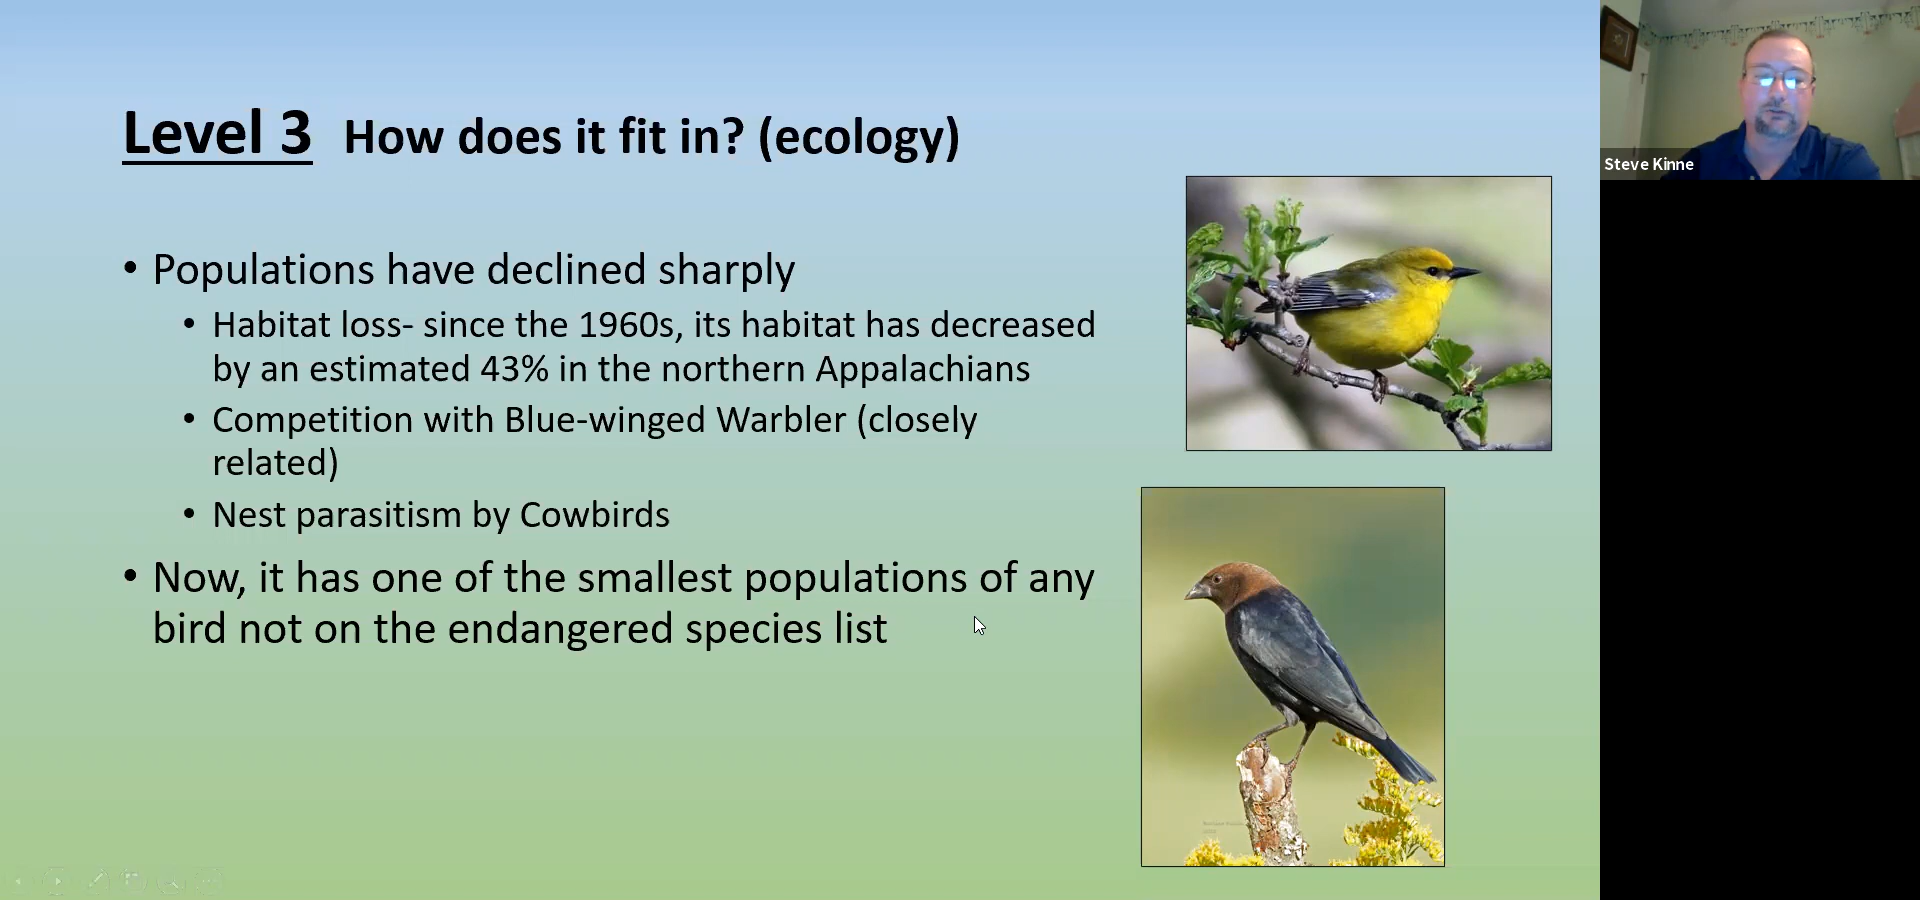 Level 3 How does it fit in? (ecology)
Steve Kinne
• Populations have declined sharply
• Habitat loss- since the 1960s, its habitat has decreased
by an estimated 43% in the northern Appalachians
• Competition with Blue-winged Warbler (closely
related)
• Nest parasitism by Cowbirds
• Now, it has one of the smallest populations of any
bird not on the endangered species list